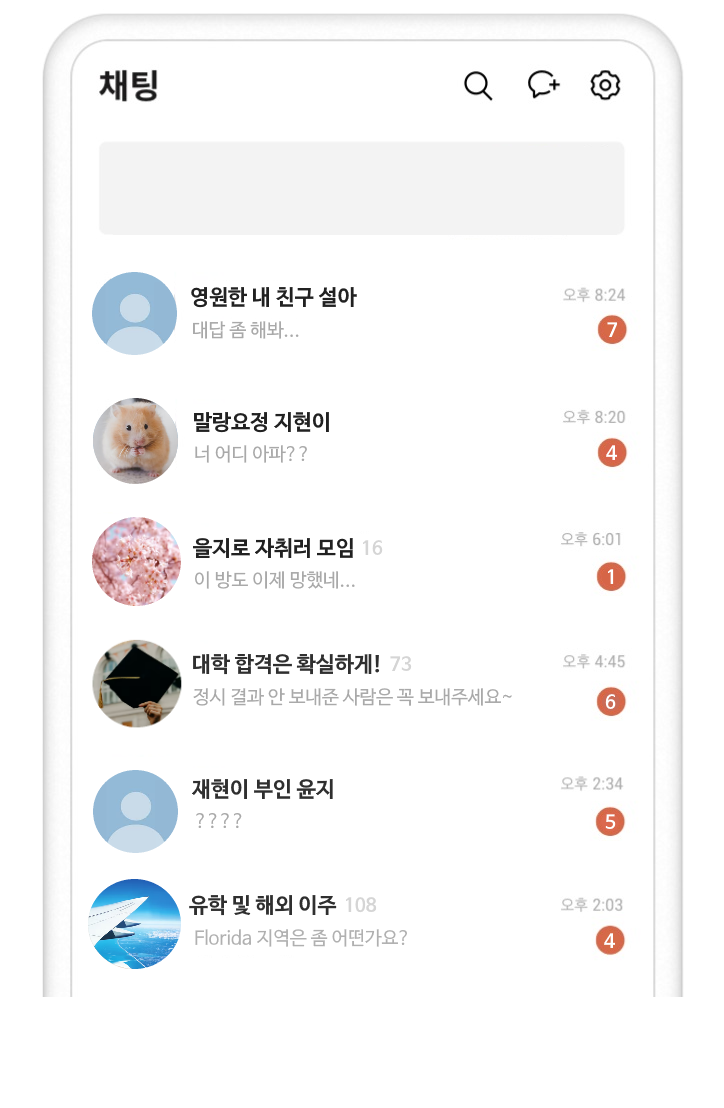 채팅
영원한 내 친구 설아
오후 8:24
대답 좀 해봐...
7
말랑요정 지현이
오후 8:20
너 어디 아파??
4
을지로 자취러 모임 16
오후 6:01
이 방도 이제 망했네...
1
대학 합격은 확실하게! 73
오후 4:45
정시 결과 안 보내준 사람은 꼭 보내주세요~
6
재현이 부인 윤지
오후 2:34
????
5
유학 및 해외 이주 108
오후 2:03
Florida 지역은 좀 어떤가요?
4